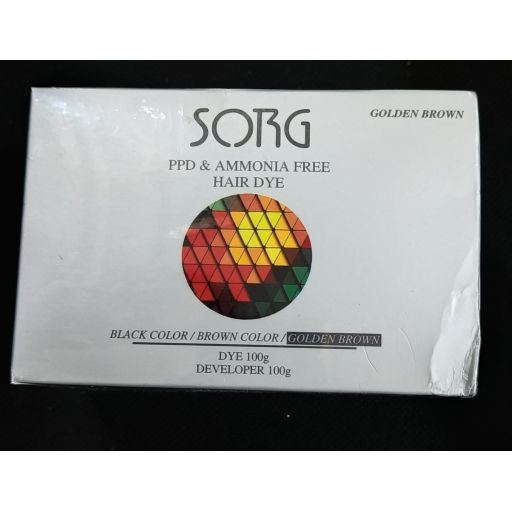 SORG
GOLDEN BROWN
PPD & AMMONIA FREE
HAIR DYE
BLACK COLOR / BROWN COLOR / GOLDEN BROWN
DYE 100g
DEVELOPER 100g